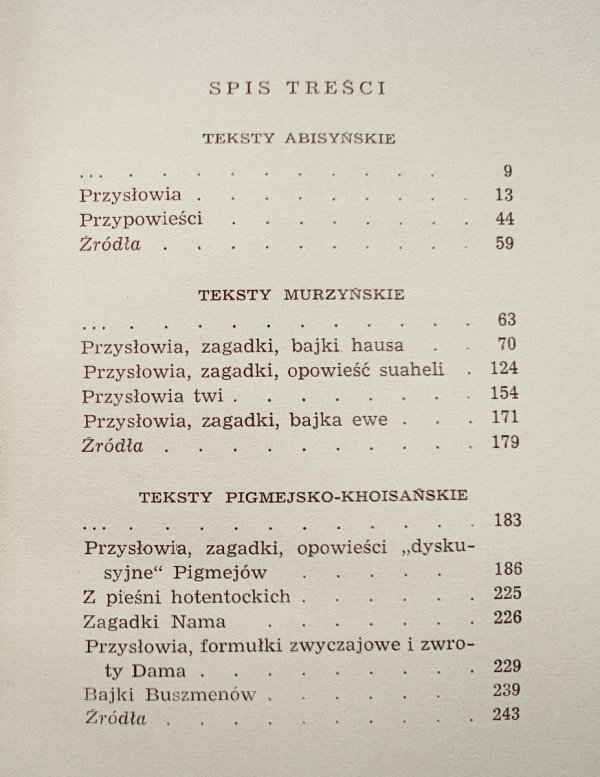 SPIS TREŚCI
TEKSTY ABISYŃSKIE
... . . . . . . . . . . 9
Przysłowia . . . . . . . . . 13
Przypowieści . . . . . . . . 44
Źródła . . . . . . . . . . 59
TEKSTY MURZYŃSKIE
... . . . . . . . . . . . 63
Przysłowia, zagadki, bajki hausa . . 70
Przysłowia, zagadki, opowieść suaheli . 124
Przysłowia twi . . . . . . . . 154
Przysłowia, zagadki, bajka ewe . . . 171
Źródła . . . . . . . . . . 179
TEKSTY PIGMEJSKO-KHOISAŃSKIE
... . . . . . . . . . . . 183
Przysłowia, zagadki, opowieści „dysku-
syjne“ Pigmejów . . . . . 186
Z pieśni hotentockich . . . . . . 225
Zagadki Nama . . . . . . . 226
Przysłowia, formułki zwyczajowe i zwro-
ty Dama . . . . . . . . . 229
Bajki Buszmenów . . . . . . . 239
Źródła . . . . . . . . . . 243